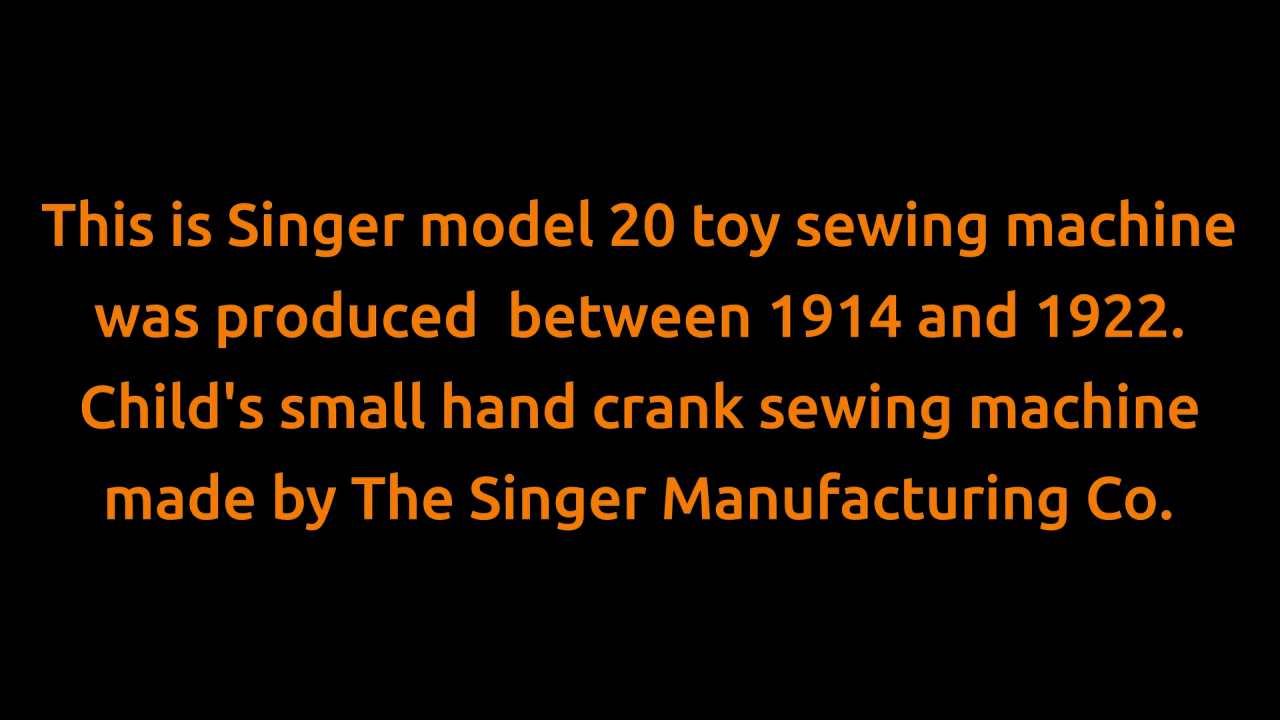 This is Singer model 20 toy sewing machine
was produced  between 1914 and 1922.
Child's small hand crank sewing machine
made by The Singer Manufacturing Co.